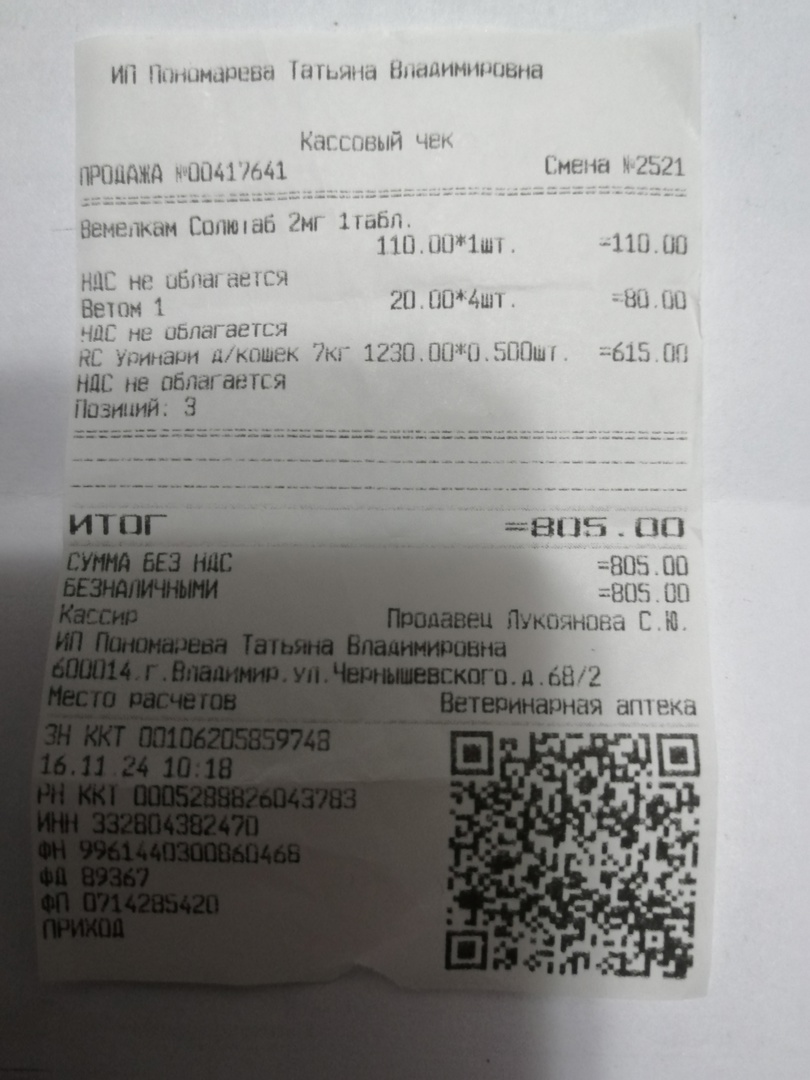 ИП Пономарева Татьяна Владимировна
Кассовый чек
ПРОДАЖА №00417641 Смена №2521
Вемелкам Солютаб 2мг 1табл.
110.00*1шт. =110.00
НДС не облагается
Ветом 1 20.00*4шт. =80.00
НДС не облагается
RC Уринари д/кошек 7кг 1230.00*0.500шт. =615.00
НДС не облагается
Позиций: 3
ИТОГ =805.00
СУММА БЕЗ НДС =805.00
БЕЗНАЛИЧНЫМИ =805.00
Кассир Продавец Лукоянова С.Ю.
ИП Пономарева Татьяна Владимировна
600014.г.Владимир.ул.Чернышевского.д.68/2
Место расчетов Ветеринарная аптека
ЗН ККТ 00106205859748
16.11.24 10:18
РН ККТ 0005288826043783
ИНН 332804382470
ФН 9961440300860468
ФД 89367
ФП 0714285420
ПРИХОД